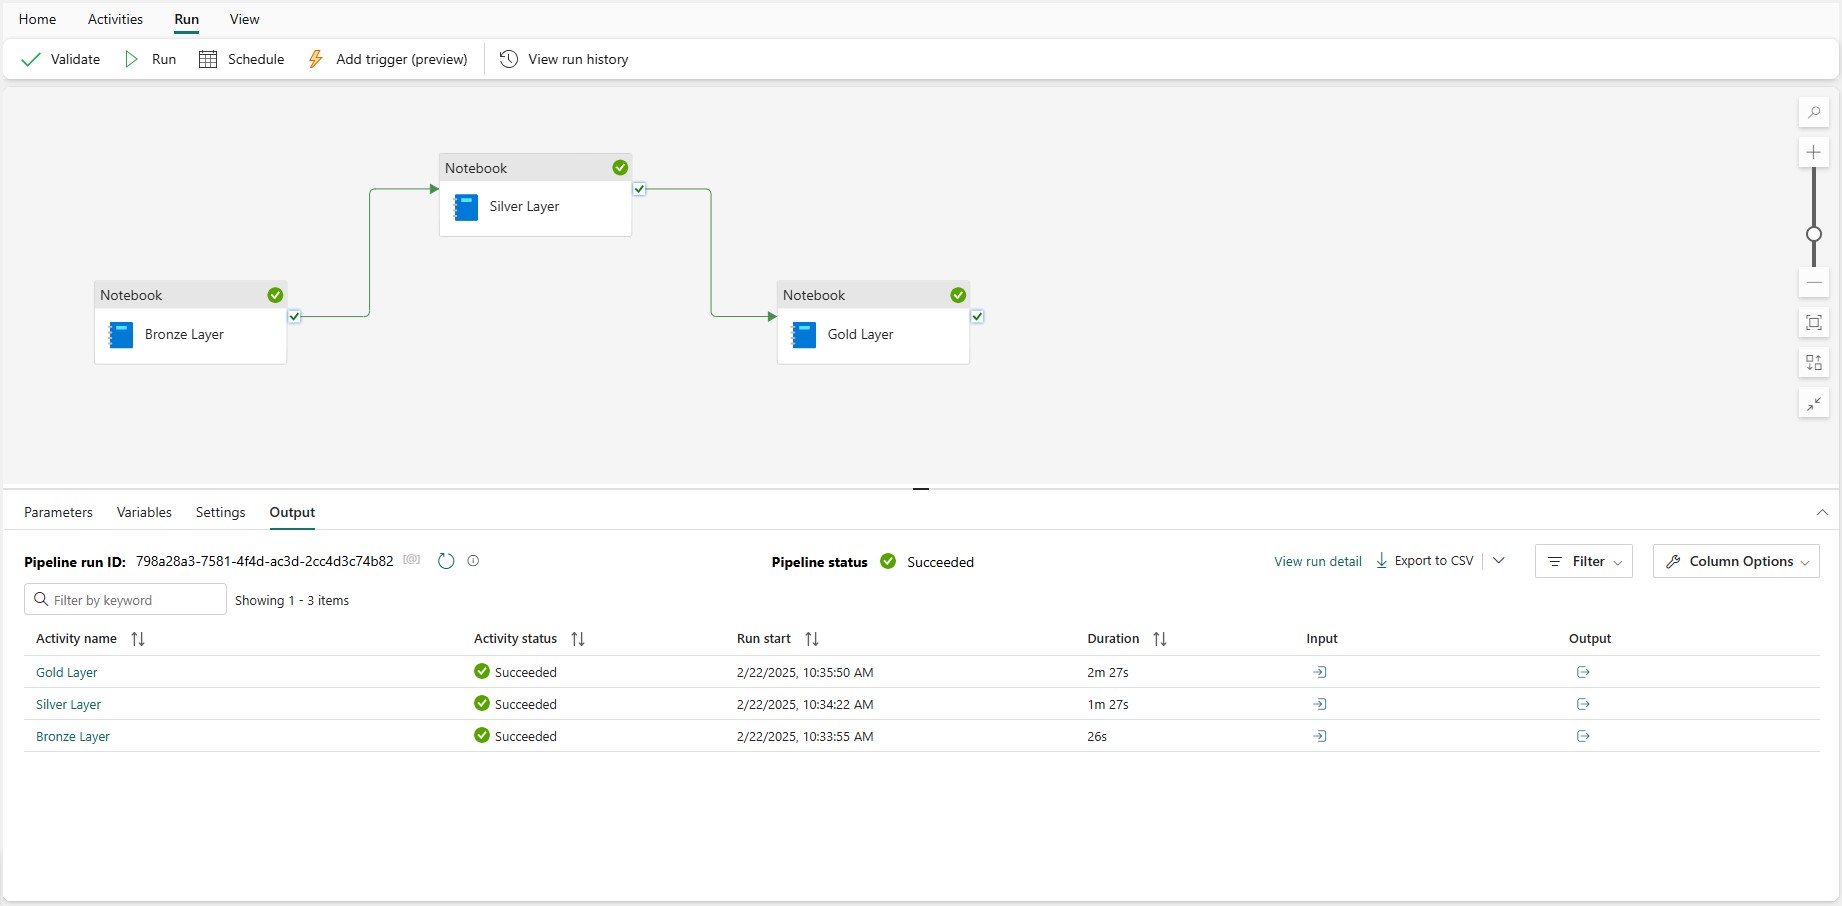 Home Activities Run View
Validate Run Schedule Add trigger (preview) View run history
Notebook
Silver Layer
Notebook
Bronze Layer
Notebook
Gold Layer
Parameters Variables Settings Output
Pipeline run ID: 798a28a3-7581-4f4d-ac3d-2cc4d3c74b82 Pipeline status Succeeded View run detail Export to CSV Filter Column Options
Filter by keyword Showing 1 - 3 items
Activity name Activity status Run start Duration Input Output
Gold Layer Succeeded 2/22/2025, 10:35:50 AM 2m 27s
Silver Layer Succeeded 2/22/2025, 10:34:22 AM 1m 27s
Bronze Layer Succeeded 2/22/2025, 10:33:55 AM 26s